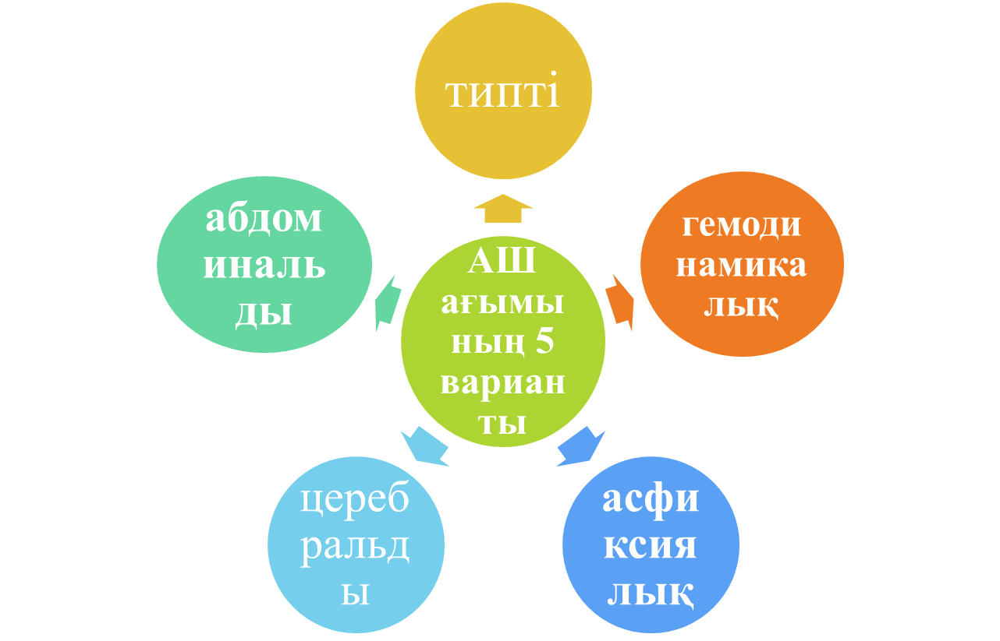 типті
абдом
иналь
ды
гемоди
намика
лық
АШ
ағымы
ның 5
вариан
ты
цереб
ральд
ы
асфи
ксия
лық